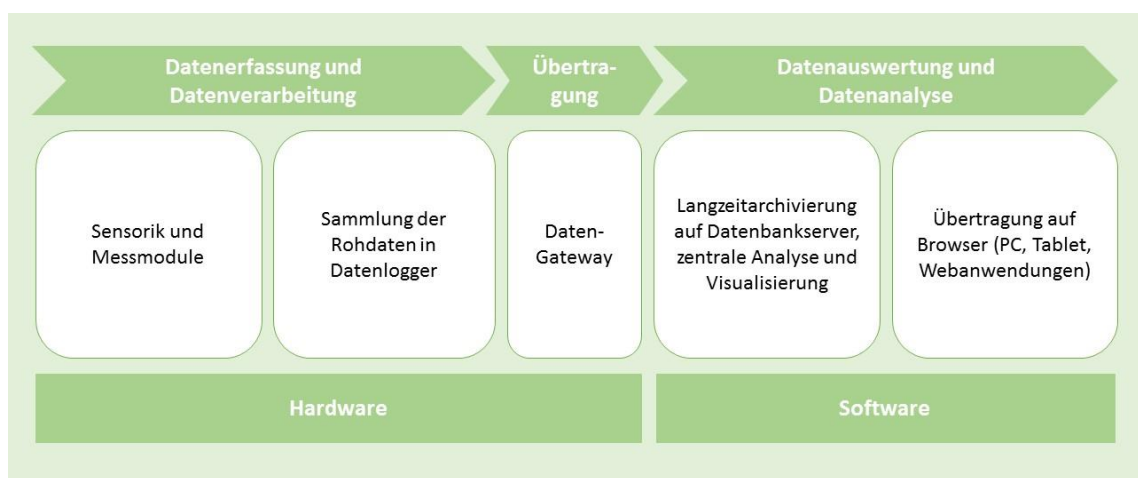 Datenerfassung und
Datenverarbeitung
Übertra-
gung
Datenauswertung und
Datenanalyse
Sensorik und
Messmodule
Sammlung der
Rohdaten in
Datenlogger
Daten-
Gateway
Langzeitarchivierung
auf Datenbankserver,
zentrale Analyse und
Visualisierung
Übertragung auf
Browser (PC, Tablet,
Webanwendungen)
Hardware
Software